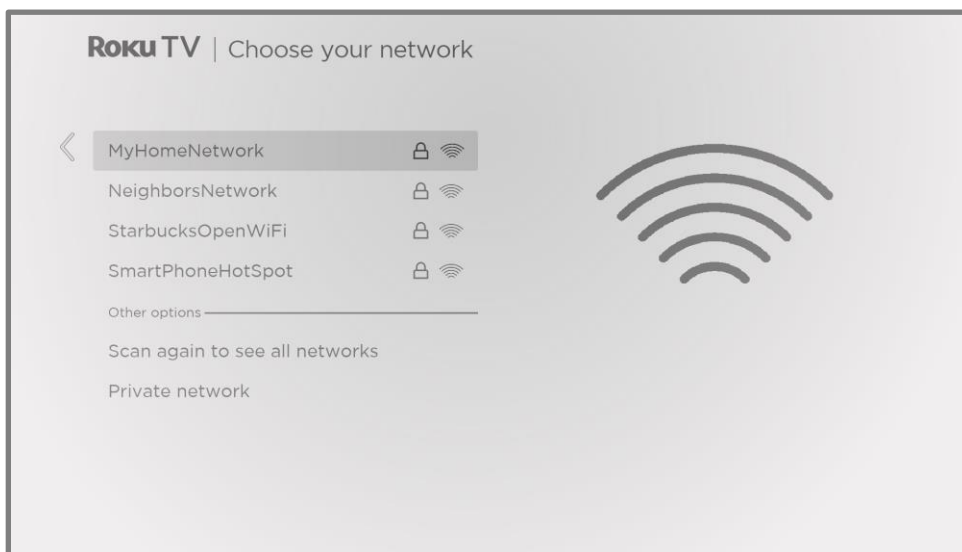 Roku TV | Choose your network
MyHomeNetwork
NeighborsNetwork
StarbucksOpenWiFi
SmartPhoneHotSpot
Other options
Scan again to see all networks
Private network